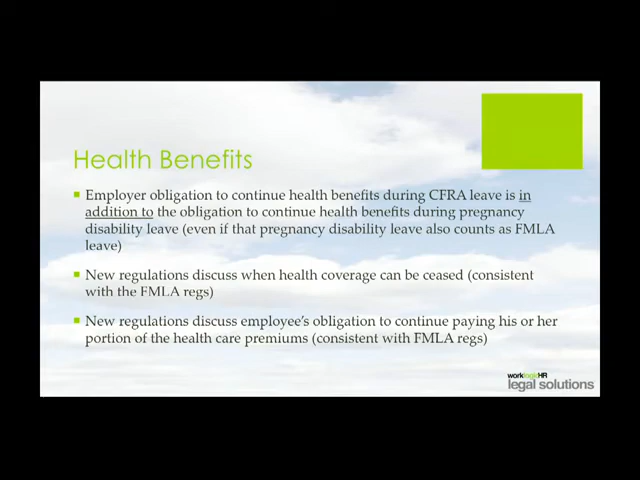 Health Benefits
Employer obligation to continue health benefits during CFRA leave is in
addition to the obligation to continue health benefits during pregnancy
disability leave (even if that pregnancy disability leave also counts as FMLA
leave)
New regulations discuss when health coverage can be ceased (consistent
with the FMLA regs)
New regulations discuss employee's obligation to continue paying his or her
portion of the health care premiums (consistent with FMLA regs)
worklogicHR
legal solutions